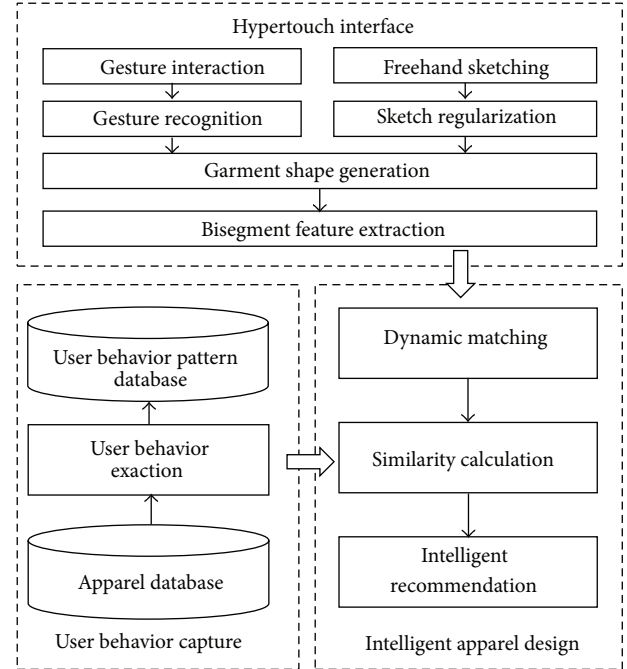 Hypertouch interface
Gesture interaction
Freehand sketching
Gesture recognition
Sketch regularization
Garment shape generation
Bisegment feature extraction
User behavior pattern
database
User behavior
exaction
Apparel database
User behavior capture
Dynamic matching
Similarity calculation
Intelligent
recommendation
Intelligent apparel design